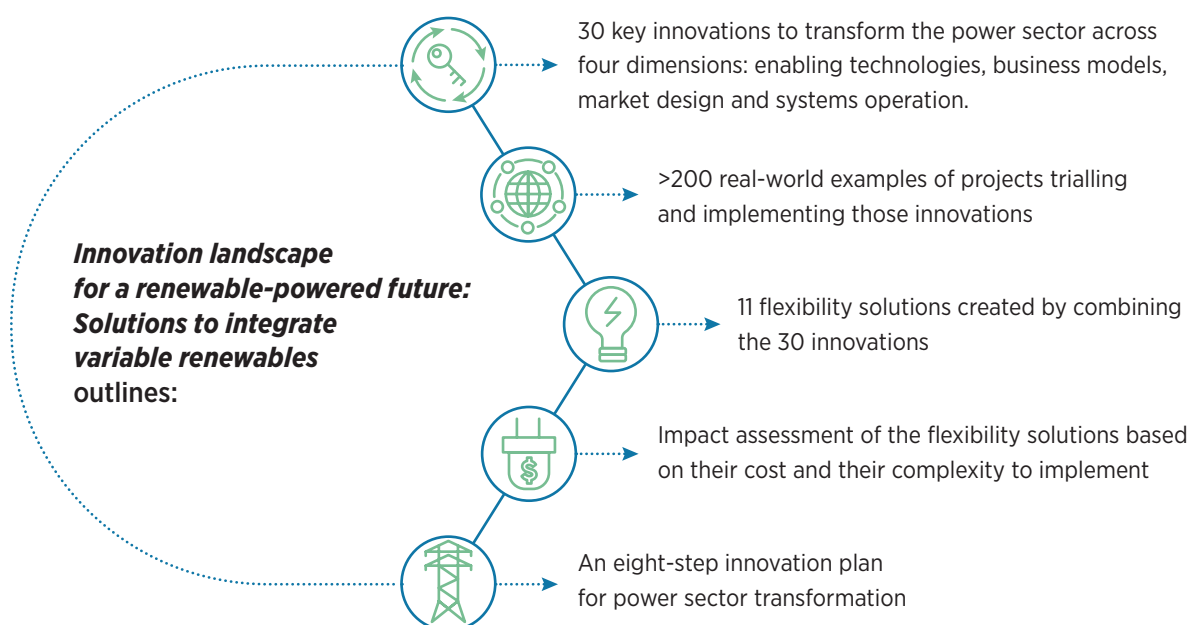 30 key innovations to transform the power sector across
four dimensions: enabling technologies, business models,
market design and systems operation.
>200 real-world examples of projects trialling
and implementing those innovations
Innovation landscape
for a renewable-powered future:
Solutions to integrate
variable renewables
outlines:
11 flexibility solutions created by combining
the 30 innovations
$
Impact assessment of the flexibility solutions based
on their cost and their complexity to implement
An eight-step innovation plan
for power sector transformation